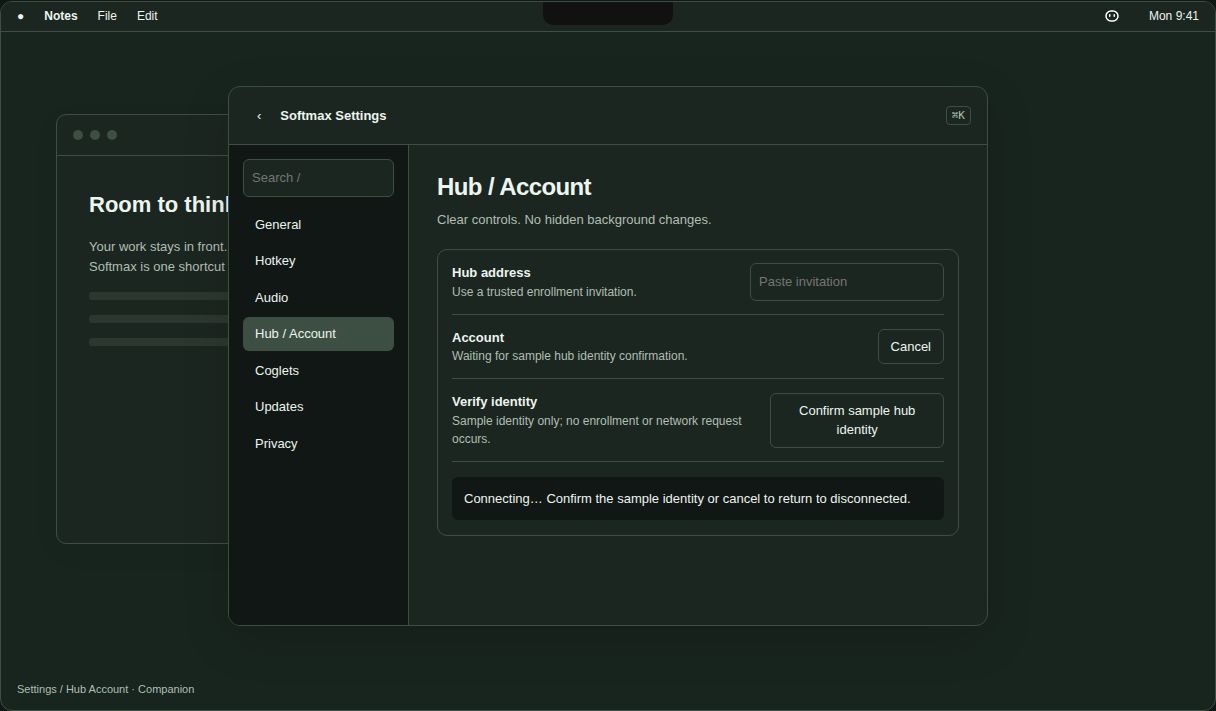 Notes File Edit Mon 9:41
‹ Softmax Settings ⌘K
Room to think
Your work stays in front.
Softmax is one shortcut
Search /
General
Hotkey
Audio
Hub / Account
Coglets
Updates
Privacy
Hub / Account
Clear controls. No hidden background changes.
Hub address
Use a trusted enrollment invitation.
Paste invitation
Account
Waiting for sample hub identity confirmation.
Cancel
Verify identity
Sample identity only; no enrollment or network request
occurs.
Confirm sample hub
identity
Connecting… Confirm the sample identity or cancel to return to disconnected.
Settings / Hub Account · Companion